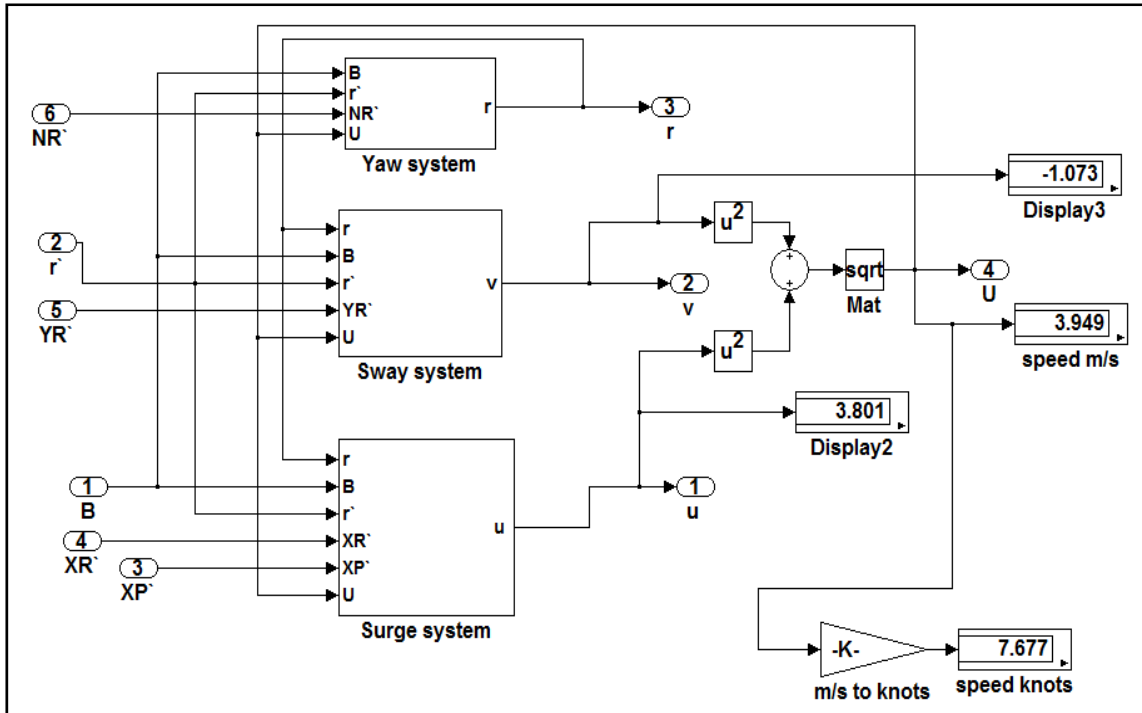 B
r`
NR`
U
r
Yaw system
6
NR`
3
r
-1.073
Display3
r
B
r`
YR`
U
v
Sway system
2
r`
5
YR`
u2
2
v
u2
+
+
sqrt
Mat
4
U
3.949
speed m/s
3.801
Display2
r
B
r`
XR`
XP`
U
u
Surge system
1
B
4
XR`
3
XP`
1
u
-K-
m/s to knots
7.677
speed knots